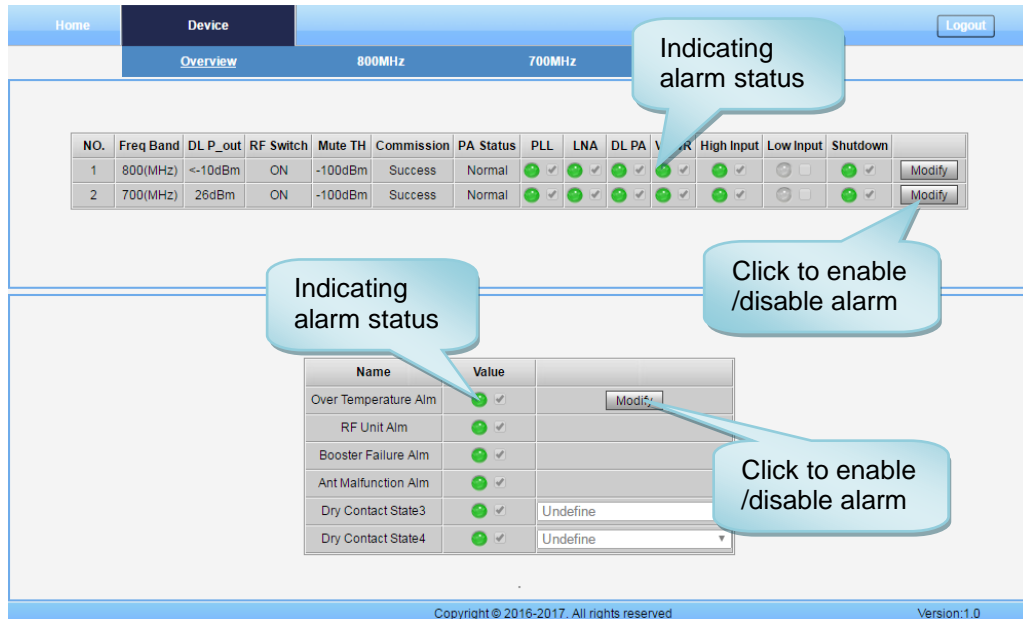 Home Device Logout
Overview 800MHz 700MHz
Indicating
alarm status
NO. Freq Band DL P_out RF Switch Mute TH Commission PA Status PLL LNA DL PA High Input Low Input Shutdown
1 800(MHz) <-10dBm ON -100dBm Success Normal Modify
2 700(MHz) 26dBm ON -100dBm Success Normal Modify
Click to enable
/disable alarm
Indicating
alarm status
Name Value
Over Temperature Alm Modify
RF Unit Alm
Booster Failure Alm
Ant Malfunction Alm
Click to enable
/disable alarm
Dry Contact State3 Undefine
Dry Contact State4 Undefine
Copyright © 2016-2017. All rights reserved Version:1.0